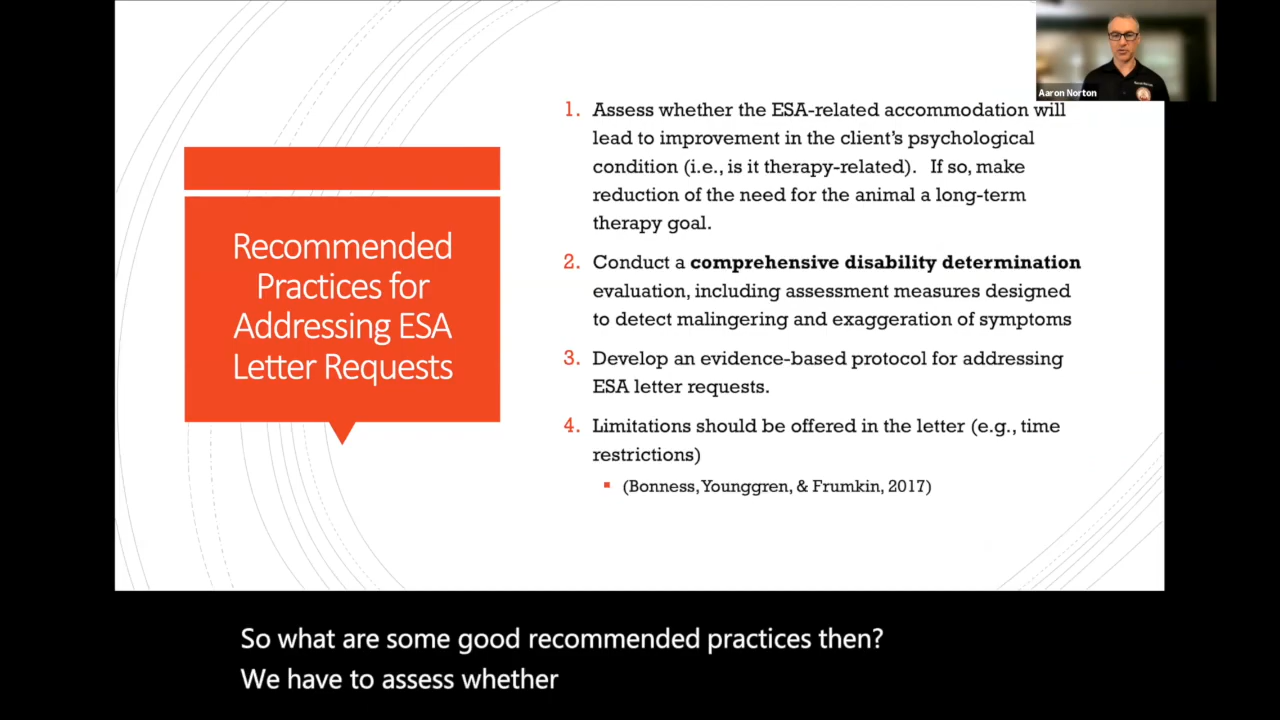 Aaron Norton
Recommended
Practices for
Addressing ESA
Letter Requests
1. Assess whether the ESA-related accommodation will
lead to improvement in the client's psychological
condition (i.e., is it therapy-related). If so, make
reduction of the need for the animal a long-term
therapy goal.
2. Conduct a comprehensive disability determination
evaluation, including assessment measures designed
to detect malingering and exaggeration of symptoms
3. Develop an evidence-based protocol for addressing
ESA letter requests.
4. Limitations should be offered in the letter (e.g., time
restrictions)
(Bonness, Younggren, & Frumkin, 2017)
So what are some good recommended practices then?
We have to assess whether